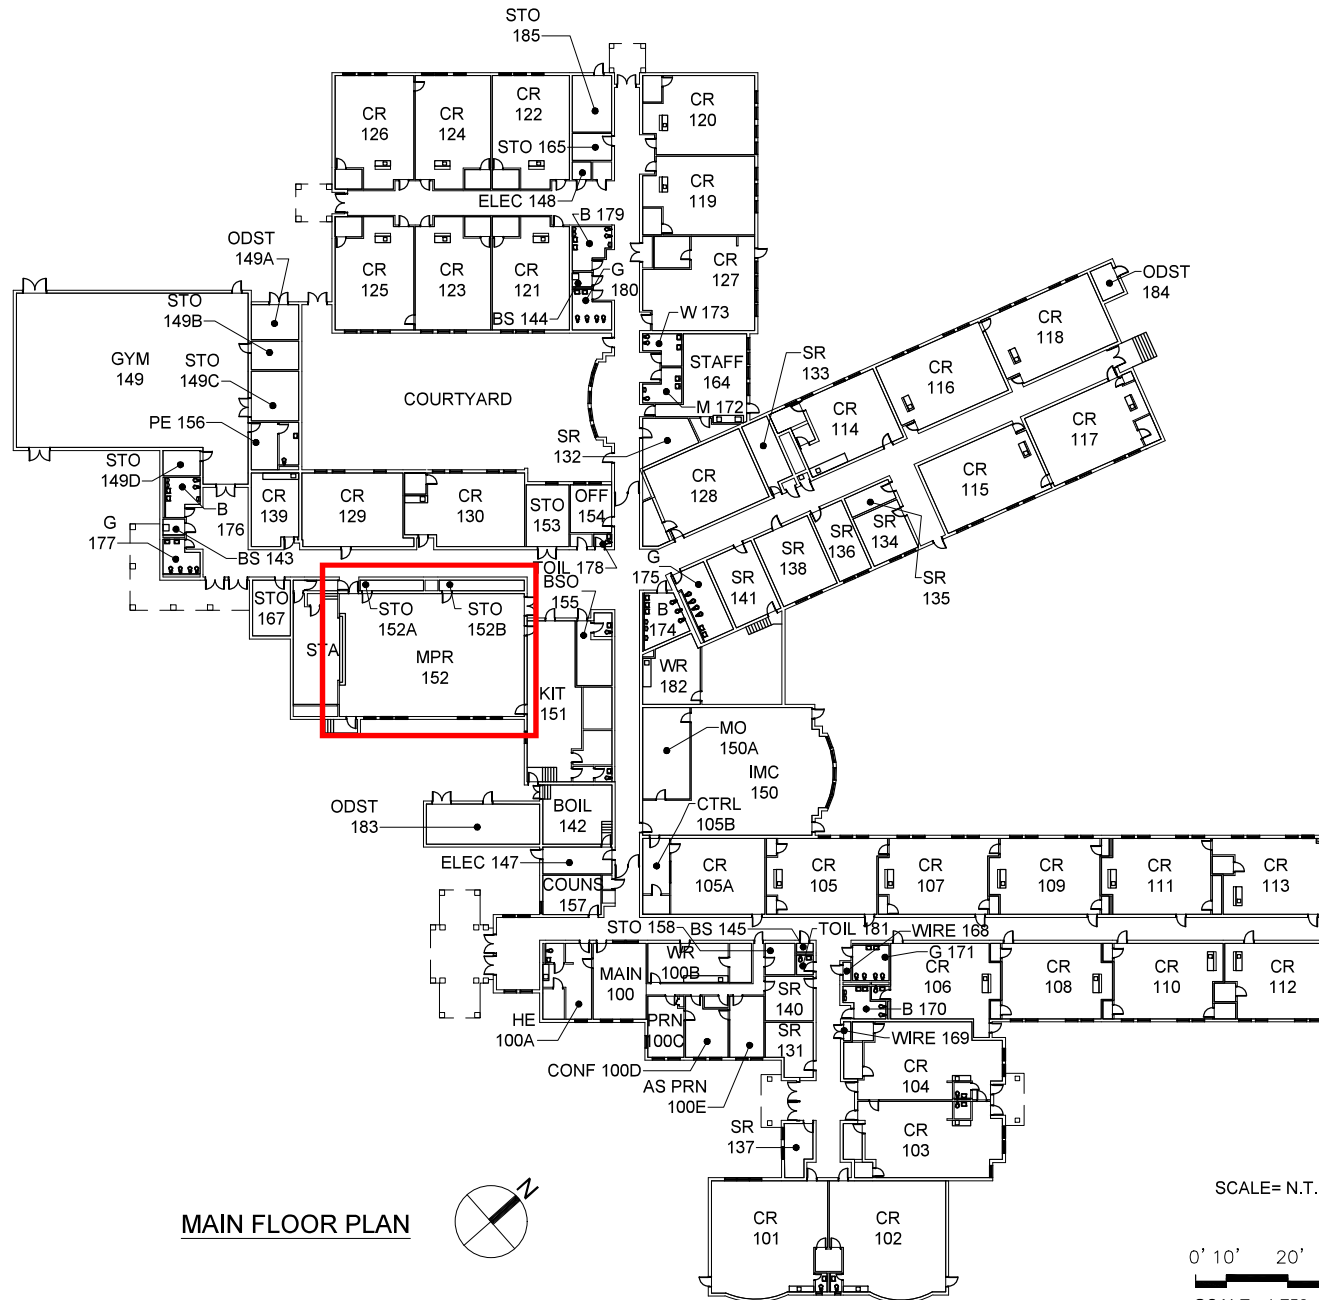 STO
185
CR
126
CR
124
CR
122
CR
120
STO 165
ELEC 148
CR
119
B 179
ODST
149A
CR
125
CR
123
CR
121
G
180
BS 144
CR
127
ODST
184
STO
149B
W 173
GYM
149
STO
149C
COURTYARD
STAFF
164
SR
133
CR
118
CR
116
M 172
PE 156
CR
114
CR
117
SR
132
STO
149D
CR
128
CR
115
B
176
CR
139
CR
129
CR
130
STO
153
OFF
154
G
177
BS 143
SR
134
SR
136
SR
138
SR
135
TOIL 178
G
175
SR
141
BSO
155
STO
167
STO
152A
STO
152B
B
174
STA
MPR
152
WR
182
KIT
151
MO
150A
IMC
150
ODST
183
BOIL
142
CTRL
105B
ELEC 147
CR
105A
CR
105
CR
107
CR
109
CR
111
CR
113
COUNS
157
STO 158
BS 145
TOIL 181
WIRE 168
G 171
WR
100B
MAIN
100
CR
106
CR
108
CR
110
CR
112
SR
140
B 170
HE
100A
PRN
100C
SR
131
WIRE 169
CONF 100D
AS PRN
100E
CR
104
SR
137
CR
103
N
SCALE= N.T.
MAIN FLOOR PLAN
CR
101
CR
102
0' 10' 20'